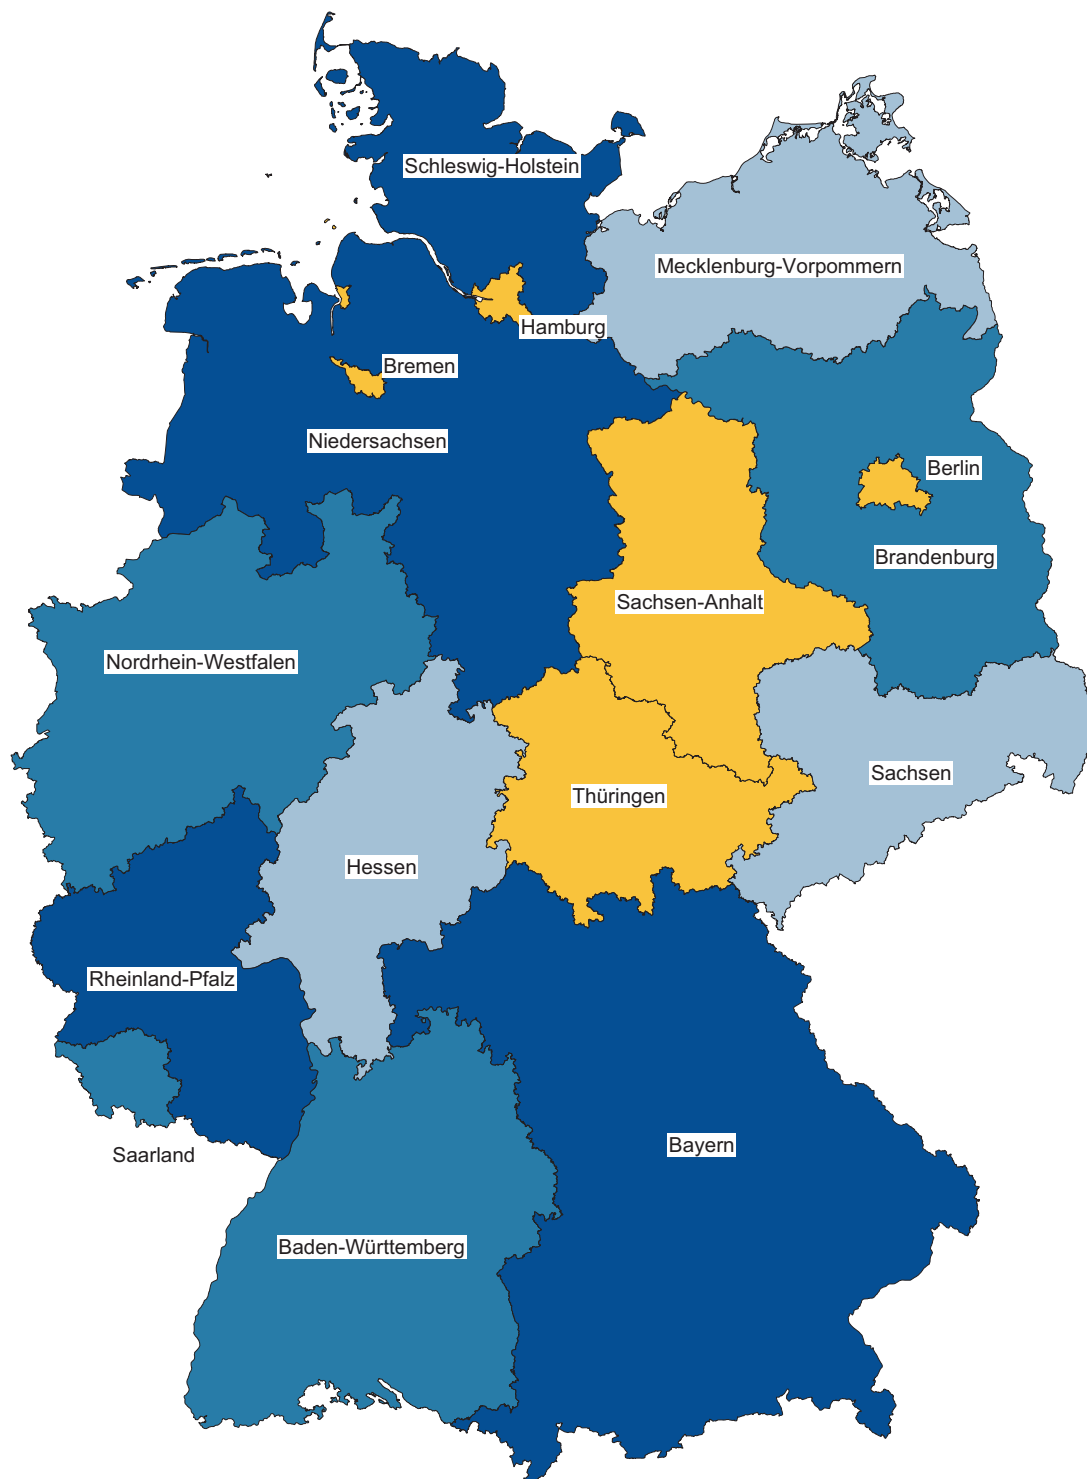 Schleswig-Holstein
Mecklenburg-Vorpommern
Hamburg
Bremen
Niedersachsen
Berlin
Brandenburg
Sachsen-Anhalt
Nordrhein-Westfalen
Sachsen
Thüringen
Hessen
Rheinland-Pfalz
Bayern
Saarland
Baden-Württemberg